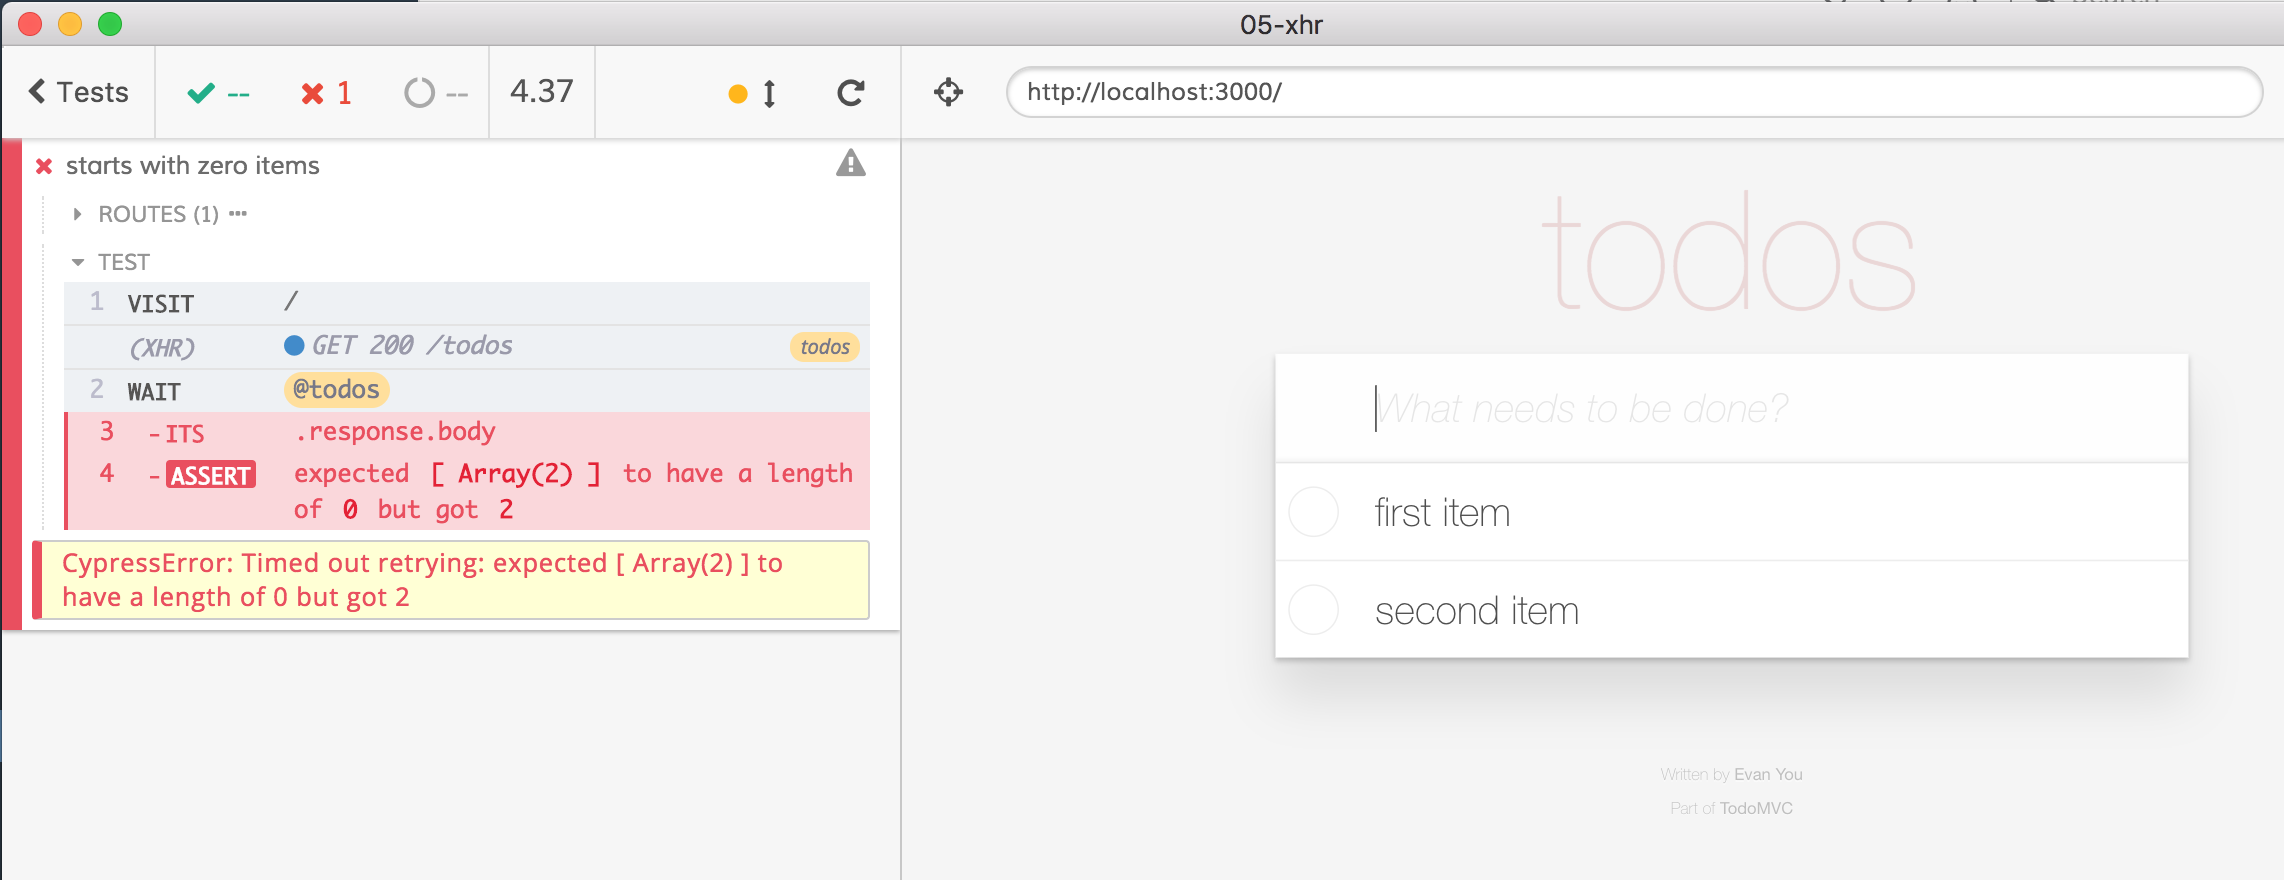 05-xhr
Tests -- 1 -- 4.37
http://localhost:3000/
starts with zero items
ROUTES (1)
TEST
1 VISIT /
(XHR) GET 200 /todos todos
2 WAIT @todos
3 -ITS .response.body
4 -ASSERT expected [ Array(2) ] to have a length
of 0 but got 2
CypressError: Timed out retrying: expected [ Array(2) ] to
have a length of 0 but got 2
todos
What needs to be done?
first item
second item
Written by Evan You
Part of TodoMVC